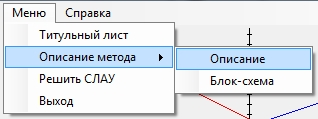 Меню Справка
Титульный лист
Описание метода
Решить СЛАУ
Выход
Описание
Блок-схема